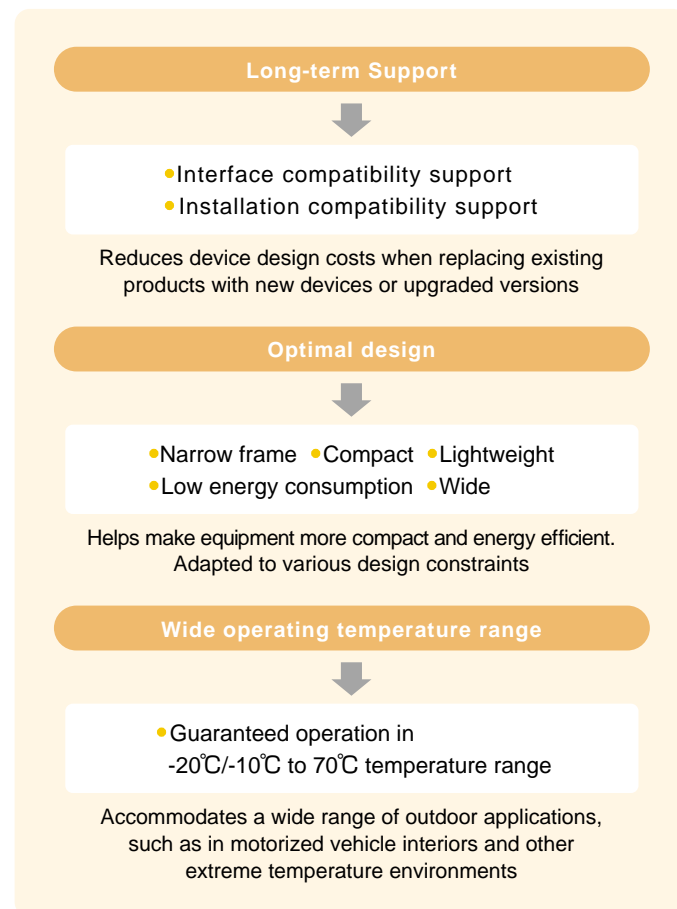 Long-term Support
•Interface compatibility support
•Installation compatibility support
Reduces device design costs when replacing existing
products with new devices or upgraded versions
Optimal design
•Narrow frame •Compact •Lightweight
•Low energy consumption •Wide
Helps make equipment more compact and energy efficient.
Adapted to various design constraints
Wide operating temperature range
•Guaranteed operation in
-20℃/-10℃ to 70℃ temperature range
Accommodates a wide range of outdoor applications,
such as in motorized vehicle interiors and other
extreme temperature environments